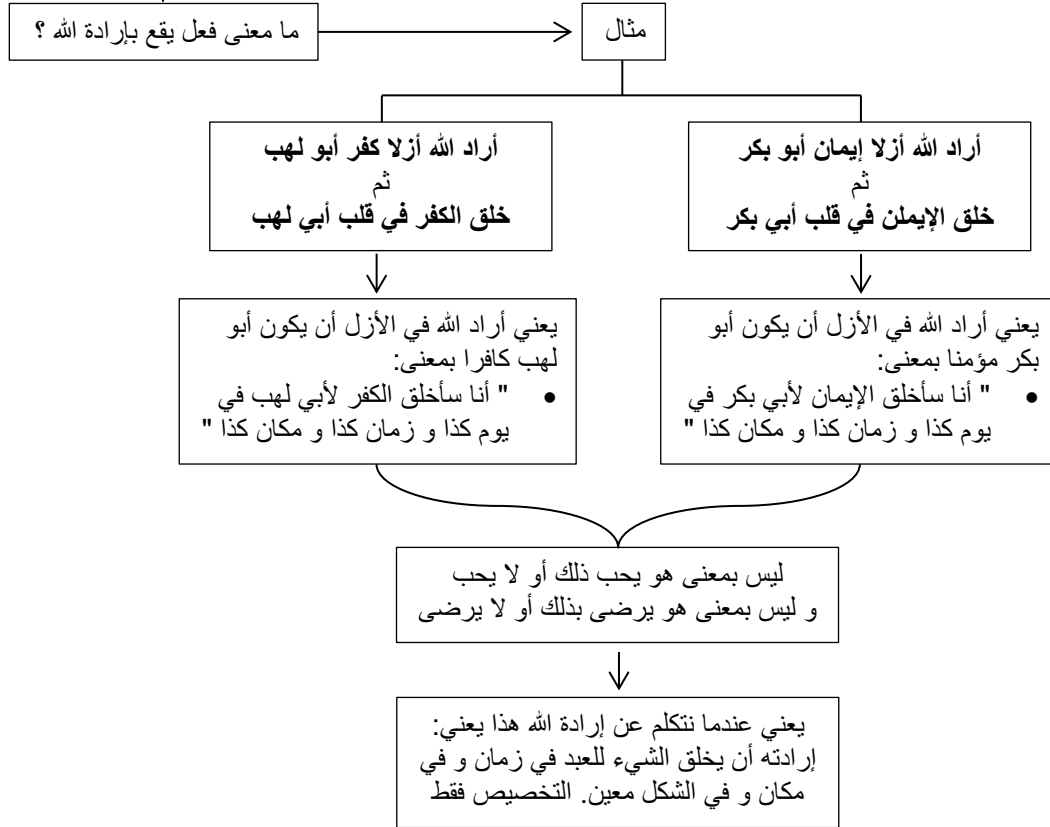 ما معنى فعل يقع بإرادة الله ؟
مثال
أراد الله أزلا إيمان أبو بكر
ثم
خلق الإيملن في قلب أبي بكر
أراد الله أزلا كفر أبو لهب
ثم
خلق الكفر في قلب أبي لهب
يعني أراد الله في الأزل أن يكون أبو
بكر مؤمنا بمعنى:
• " أنا سأخلق الإيمان لأبي بكر في
يوم كذا و زمان كذا و مكان كذا "
يعني أراد الله في الأزل أن يكون أبو
لهب كافرا بمعنى:
• " أنا سأخلق الكفر لأبي لهب في
يوم كذا و زمان كذا و مكان كذا "
ليس بمعنى هو يحب ذلك أو لا يحب
و ليس بمعنى هو يرضى بذلك أو لا يرضى
يعني عندما نتكلم عن إرادة الله هذا يعني:
إرادته أن يخلق الشيء للعبد في زمان و في
مكان و في الشكل معين. التخصيص فقط